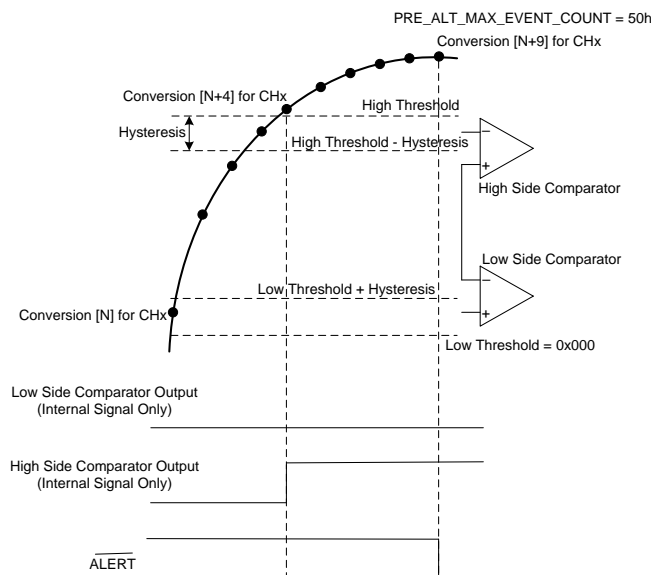 PRE_ALT_MAX_EVENT_COUNT = 50h
Conversion [N+9] for CHx
Conversion [N+4] for CHx
High Threshold
Hysteresis
High Threshold - Hysteresis
−
+
High Side Comparator
Low Side Comparator
Low Threshold + Hysteresis
−
+
Conversion [N] for CHx
Low Threshold = 0x000
Low Side Comparator Output
(Internal Signal Only)
High Side Comparator Output
(Internal Signal Only)
ALERT